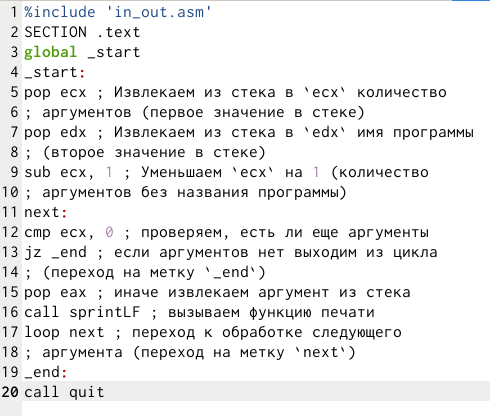 1 %include 'in_out.asm'
2 SECTION .text
3 global _start
4 _start:
5 pop ecx ; Извлекаем из стека в `ecx` количество
6 ; аргументов (первое значение в стеке)
7 pop edx ; Извлекаем из стека в `edx` имя программы
8 ; (второе значение в стеке)
9 sub ecx, 1 ; Уменьшаем `ecx` на 1 (количество
10 ; аргументов без названия программы)
11 next:
12 cmp ecx, 0 ; проверяем, есть ли еще аргументы
13 jz _end ; если аргументов нет выходим из цикла
14 ; (переход на метку `_end`)
15 pop eax ; иначе извлекаем аргумент из стека
16 call sprintLF ; вызываем функцию печати
17 loop next ; переход к обработке следующего
18 ; аргумента (переход на метку `next`)
19 _end:
20 call quit